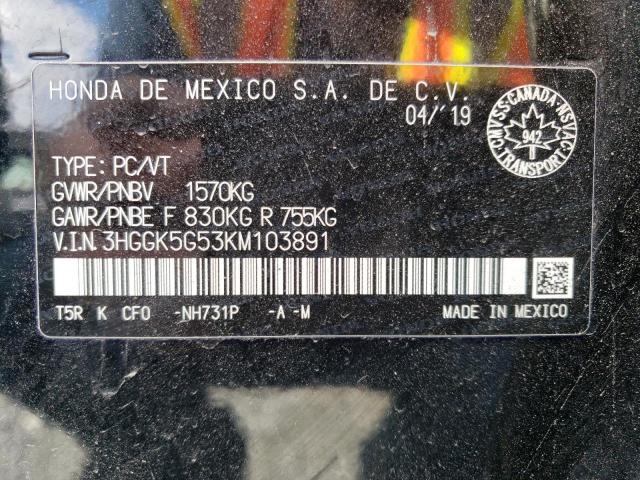 HONDA DE MEXICO S.A. DE C.V.
04/'19
CMVSS·CANADA·NSVAC
942
TRANSPORT
TYPE: PC/VT
GVWR/PNBV 1570KG
GAWR/PNBE F 830KG R 755KG
V.I.N. 3HGGK5G53KM103891
T5R K CF0 -NH731P -A -M
MADE IN MEXICO